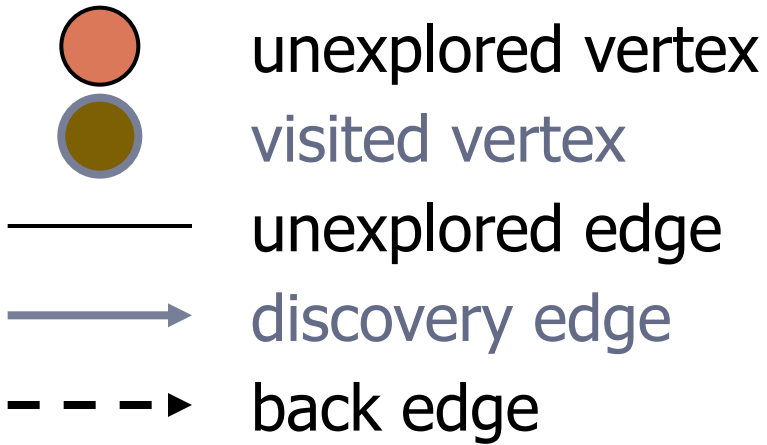 unexplored vertex
visited vertex
unexplored edge
discovery edge
back edge